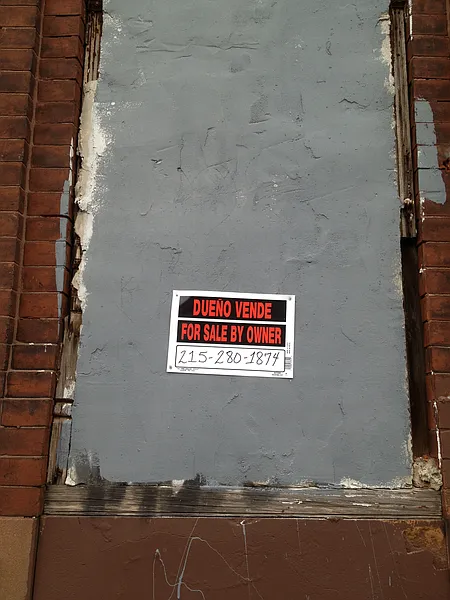 DUEÑO VENDE
FOR SALE BY OWNER
215-280-1874